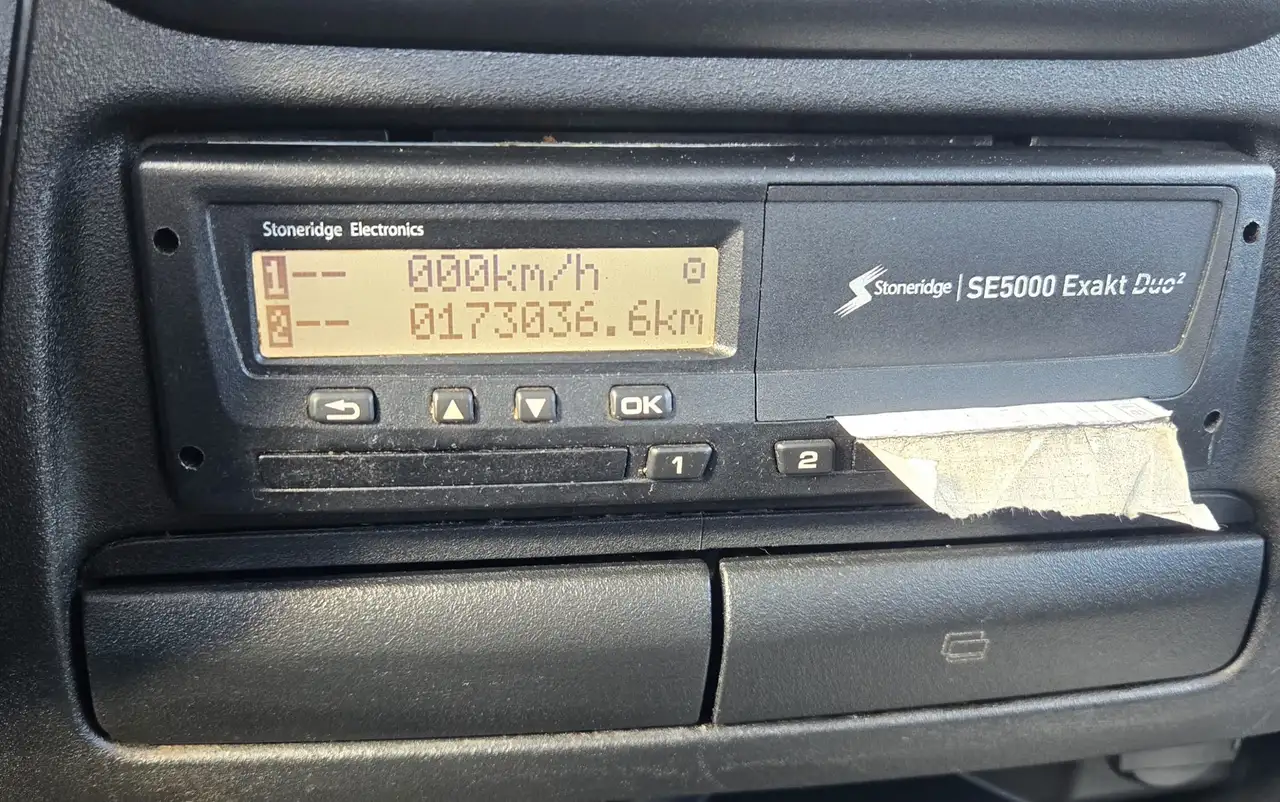 Stoneridge Electronics
1-- 000km/h
2-- 0173036.6km
Stoneridge | SE5000 Exakt Duo²
OK
1
2